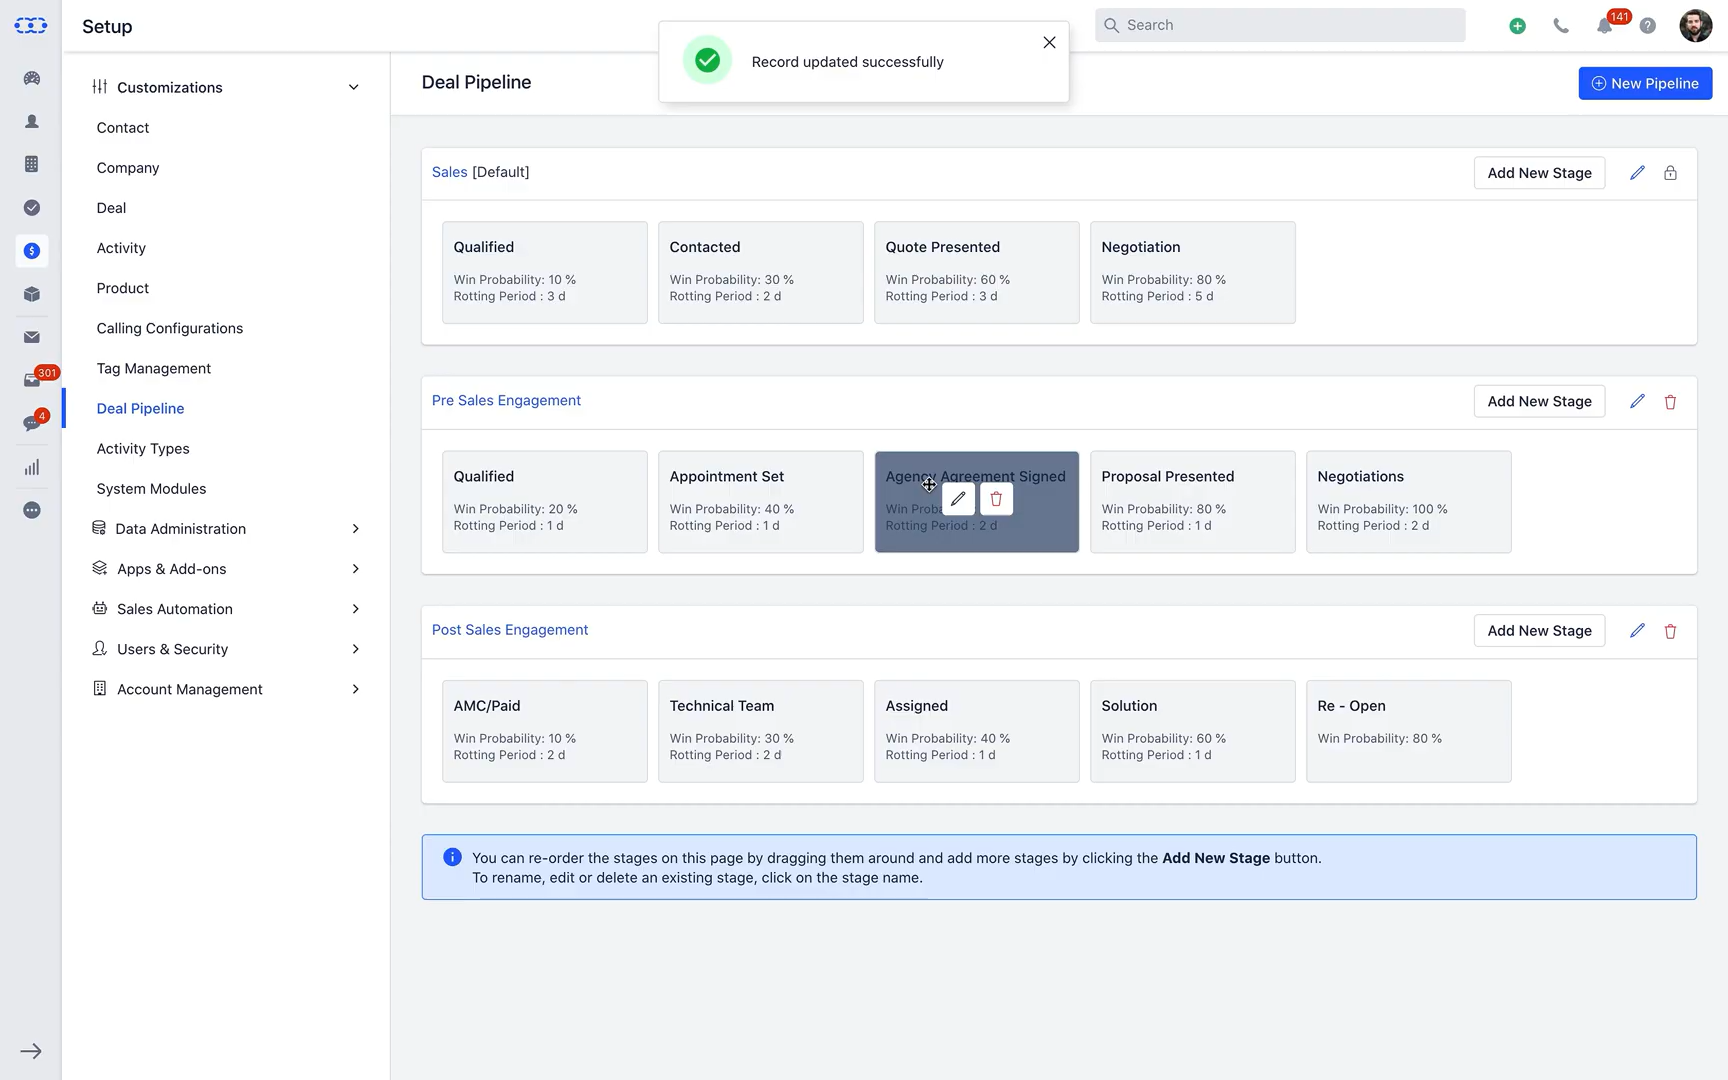 Setup
Record updated successfully
Search
141
Customizations
Contact
Company
Deal
Activity
Product
Calling Configurations
Tag Management
Deal Pipeline
Activity Types
System Modules
Data Administration
Apps & Add-ons
Sales Automation
Users & Security
Account Management
301
4
Deal Pipeline
New Pipeline
Sales [Default]
Add New Stage
Qualified
Win Probability: 10 %
Rotting Period : 3 d
Contacted
Win Probability: 30 %
Rotting Period : 2 d
Quote Presented
Win Probability: 60 %
Rotting Period : 3 d
Negotiation
Win Probability: 80 %
Rotting Period : 5 d
Pre Sales Engagement
Add New Stage
Qualified
Win Probability: 20 %
Rotting Period : 1 d
Appointment Set
Win Probability: 40 %
Rotting Period : 1 d
Agency Agreement Signed
Win
Rotting Period : 2 d
Proposal Presented
Win Probability: 80 %
Rotting Period : 1 d
Negotiations
Win Probability: 100 %
Rotting Period : 2 d
Post Sales Engagement
Add New Stage
AMC/Paid
Win Probability: 10 %
Rotting Period : 2 d
Technical Team
Win Probability: 30 %
Rotting Period : 2 d
Assigned
Win Probability: 40 %
Rotting Period : 1 d
Solution
Win Probability: 60 %
Rotting Period : 1 d
Re - Open
Win Probability: 80 %
You can re-order the stages on this page by dragging them around and add more stages by clicking the Add New Stage button.
To rename, edit or delete an existing stage, click on the stage name.